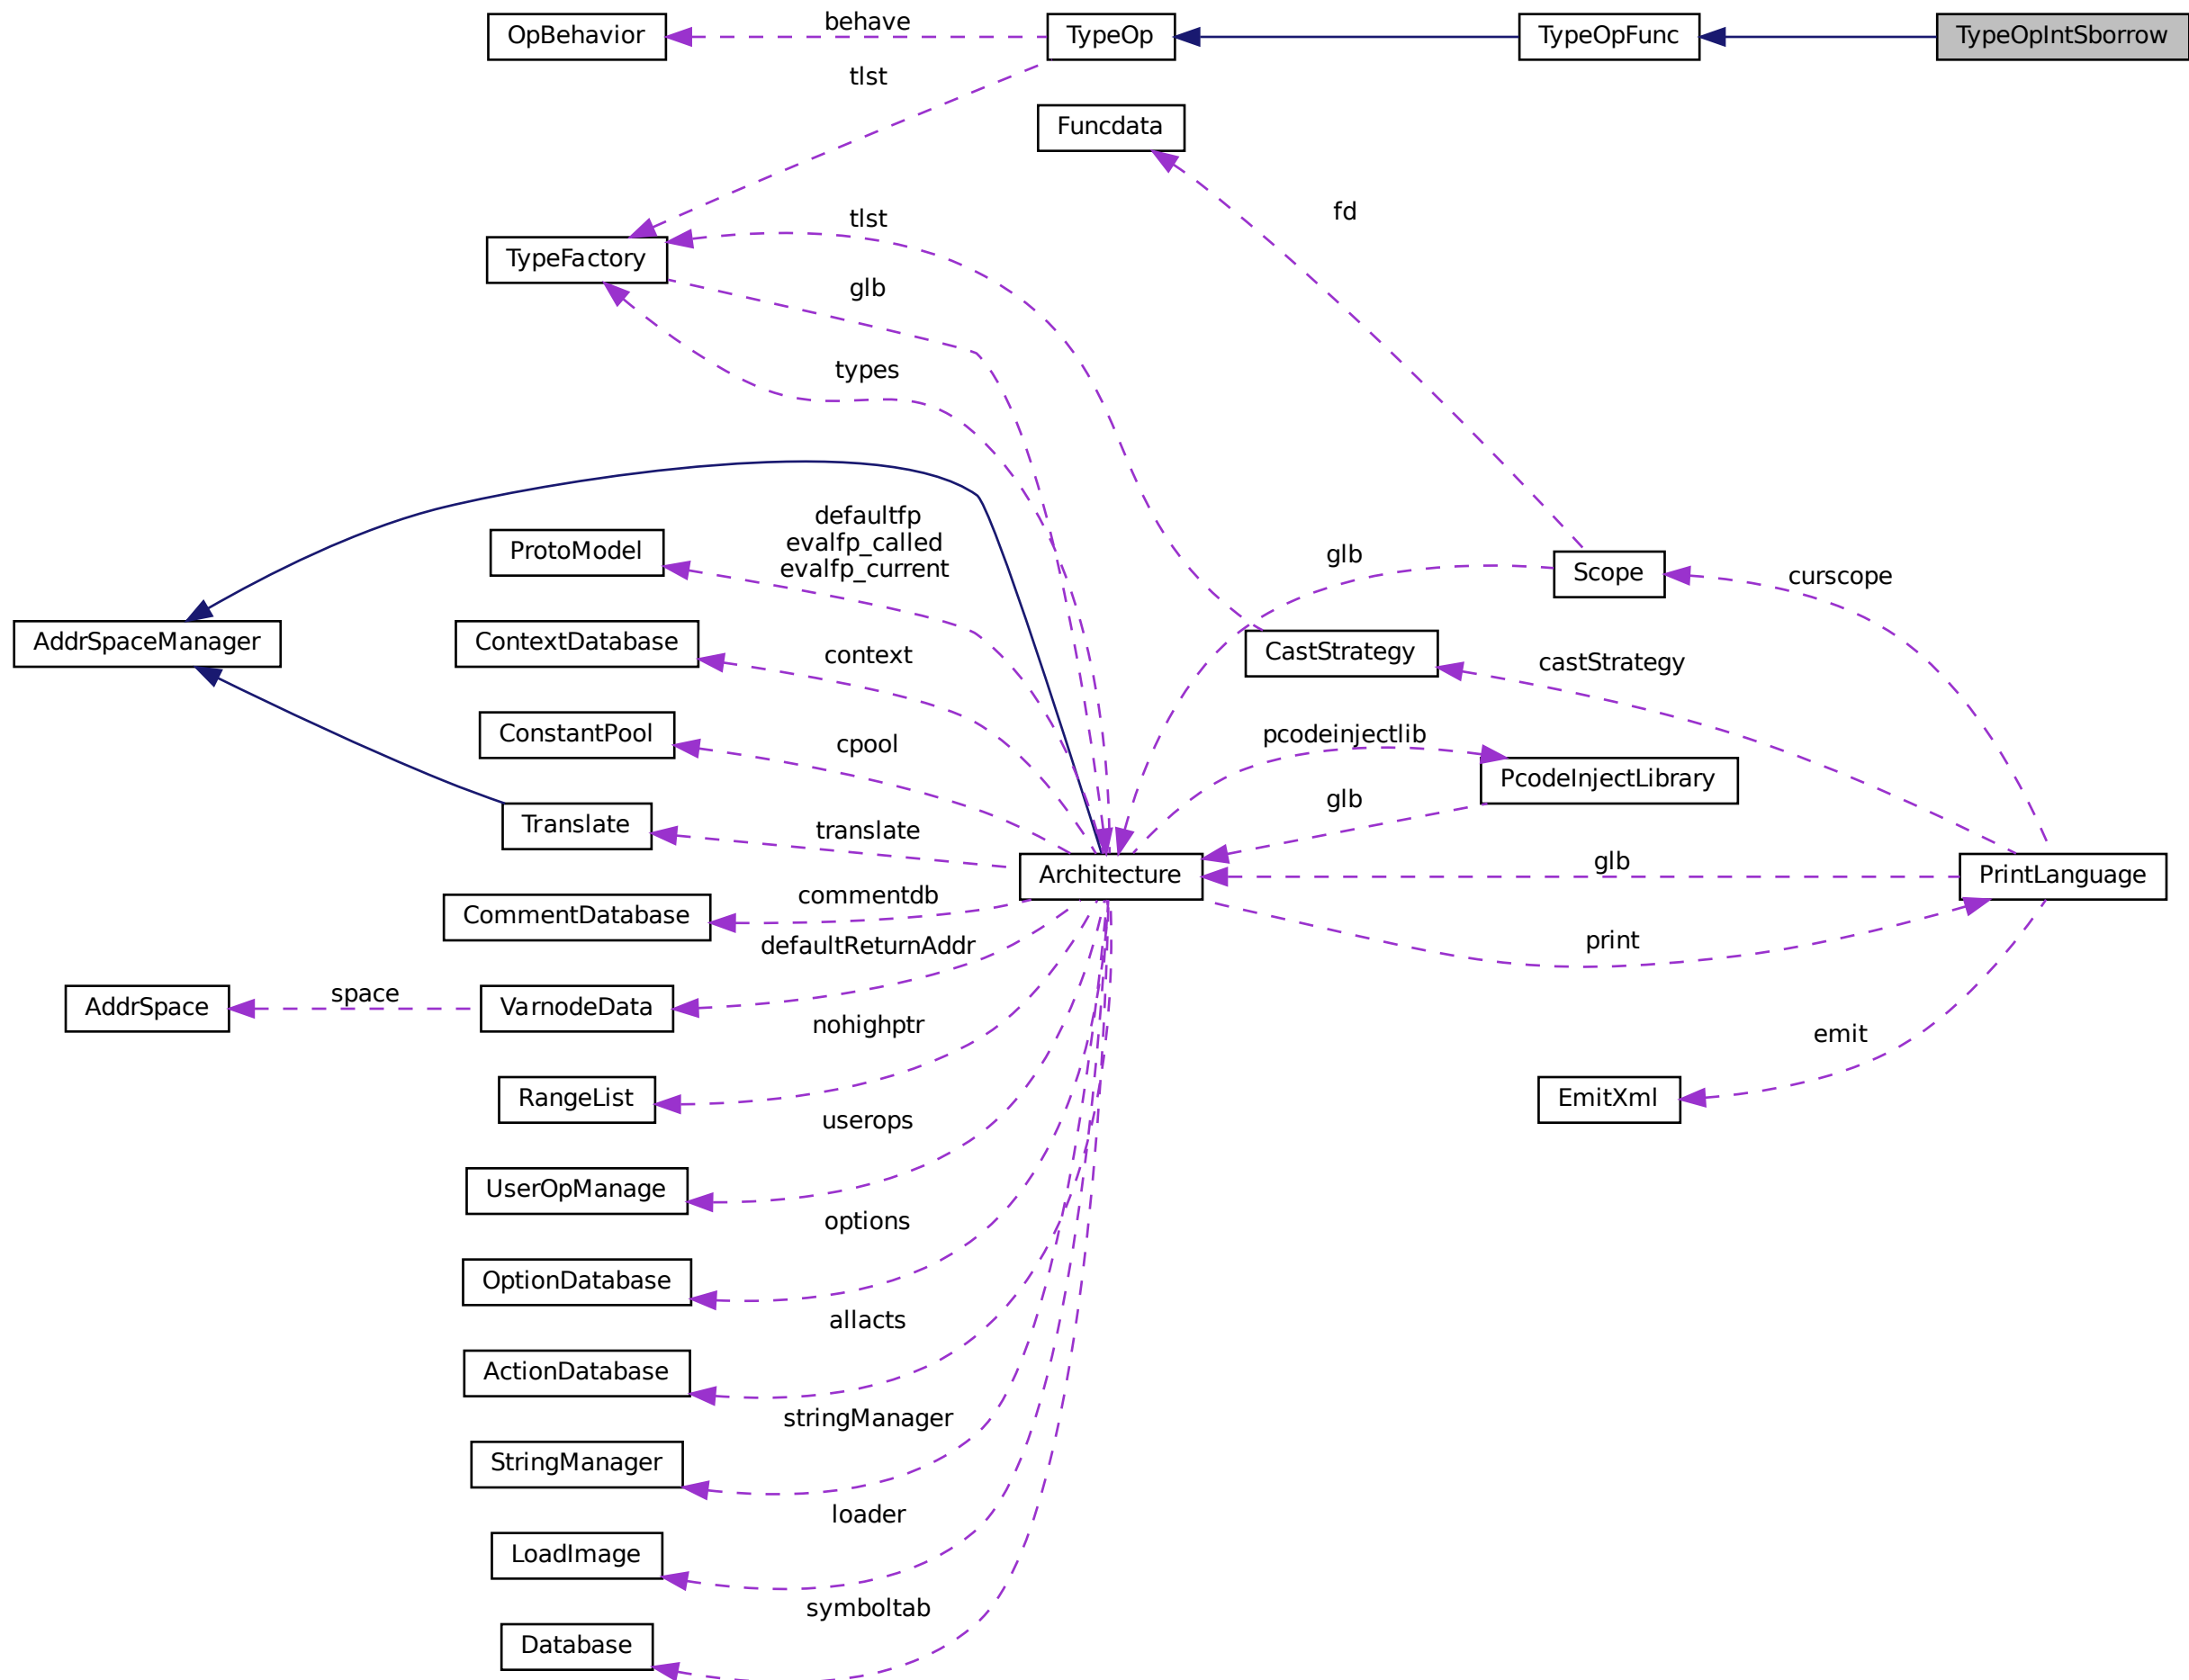 OpBehavior
behave
TypeOp
TypeOpFunc
TypeOpIntSborrow
tlst
Funcdata
fd
tlst
TypeFactory
glb
types
defaultfp
evalfp_called
evalfp_current
ProtoModel
glb
Scope
curscope
AddrSpaceManager
ContextDatabase
context
CastStrategy
castStrategy
ConstantPool
cpool
pcodeinjectlib
PcodeInjectLibrary
glb
Translate
translate
Architecture
glb
PrintLanguage
CommentDatabase
commentdb
print
defaultReturnAddr
AddrSpace
space
VarnodeData
nohighptr
emit
RangeList
EmitXml
userops
UserOpManage
options
OptionDatabase
allacts
ActionDatabase
stringManager
StringManager
loader
LoadImage
symboltab
Database